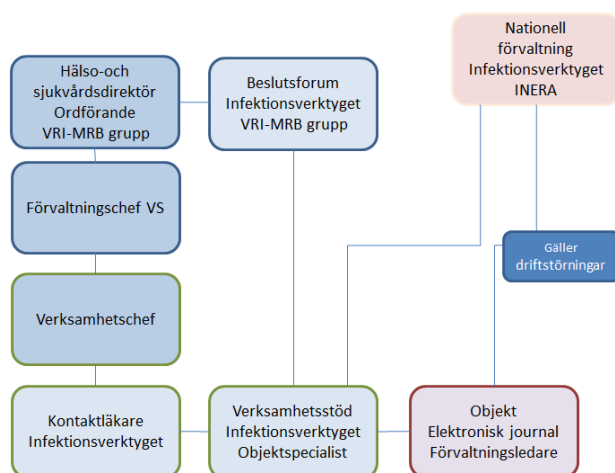 Hälso-och
sjukvårdsdirektör
Ordförande
VRI-MRB grupp
Beslutsforum
Infektionsverktyget
VRI-MRB grupp
Nationell
förvaltning
Infektionsverktyget
INERA
Förvaltningschef VS
Gäller
driftstörningar
Verksamhetschef
Kontaktläkare
Infektionsverktyget
Verksamhetsstöd
Infektionsverktyget
Objektspecialist
Objekt
Elektronisk journal
Förvaltningsledare